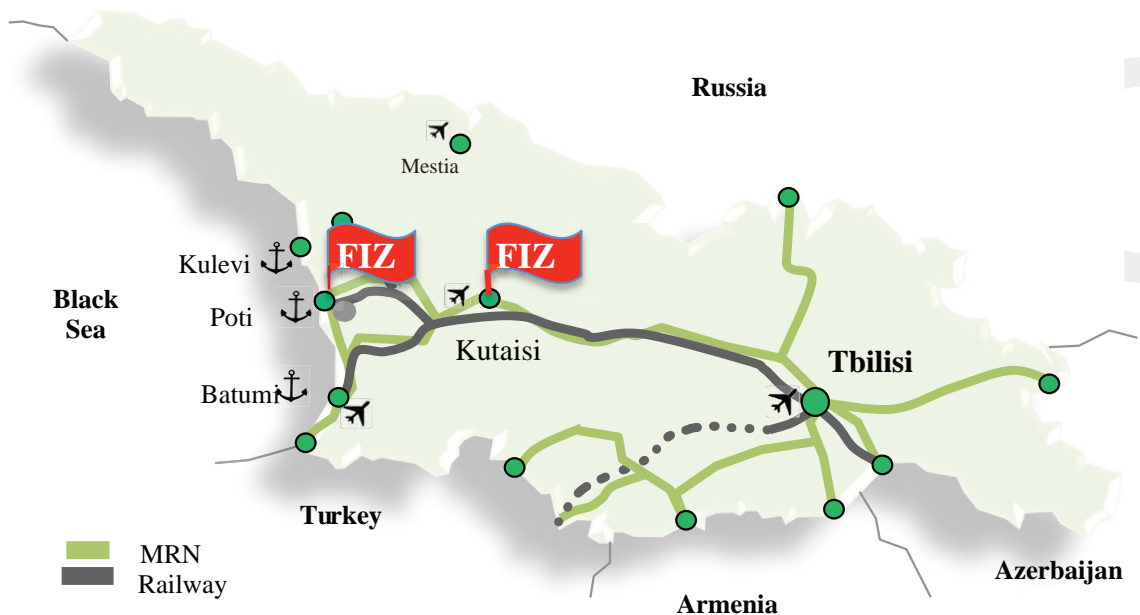 Russia
Mestia
FIZ
FIZ
Kulevi
Black
Sea
Poti
Kutaisi
Batumi
Tbilisi
Turkey
MRN
Railway
Azerbaijan
Armenia